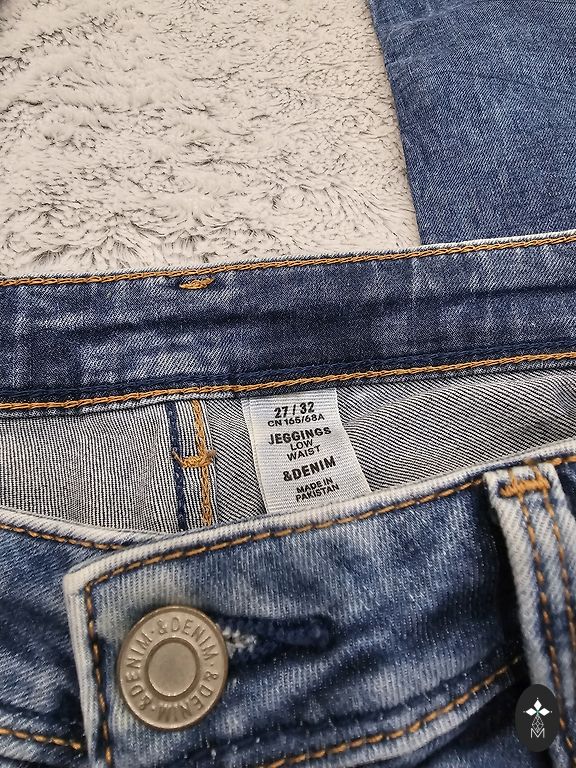 27 / 32
CN 165/68A
JEGGINGS
LOW
WAIST
&DENIM
MADE IN
PAKISTAN
&DENIM · &DENIM · &DENIM ·
M